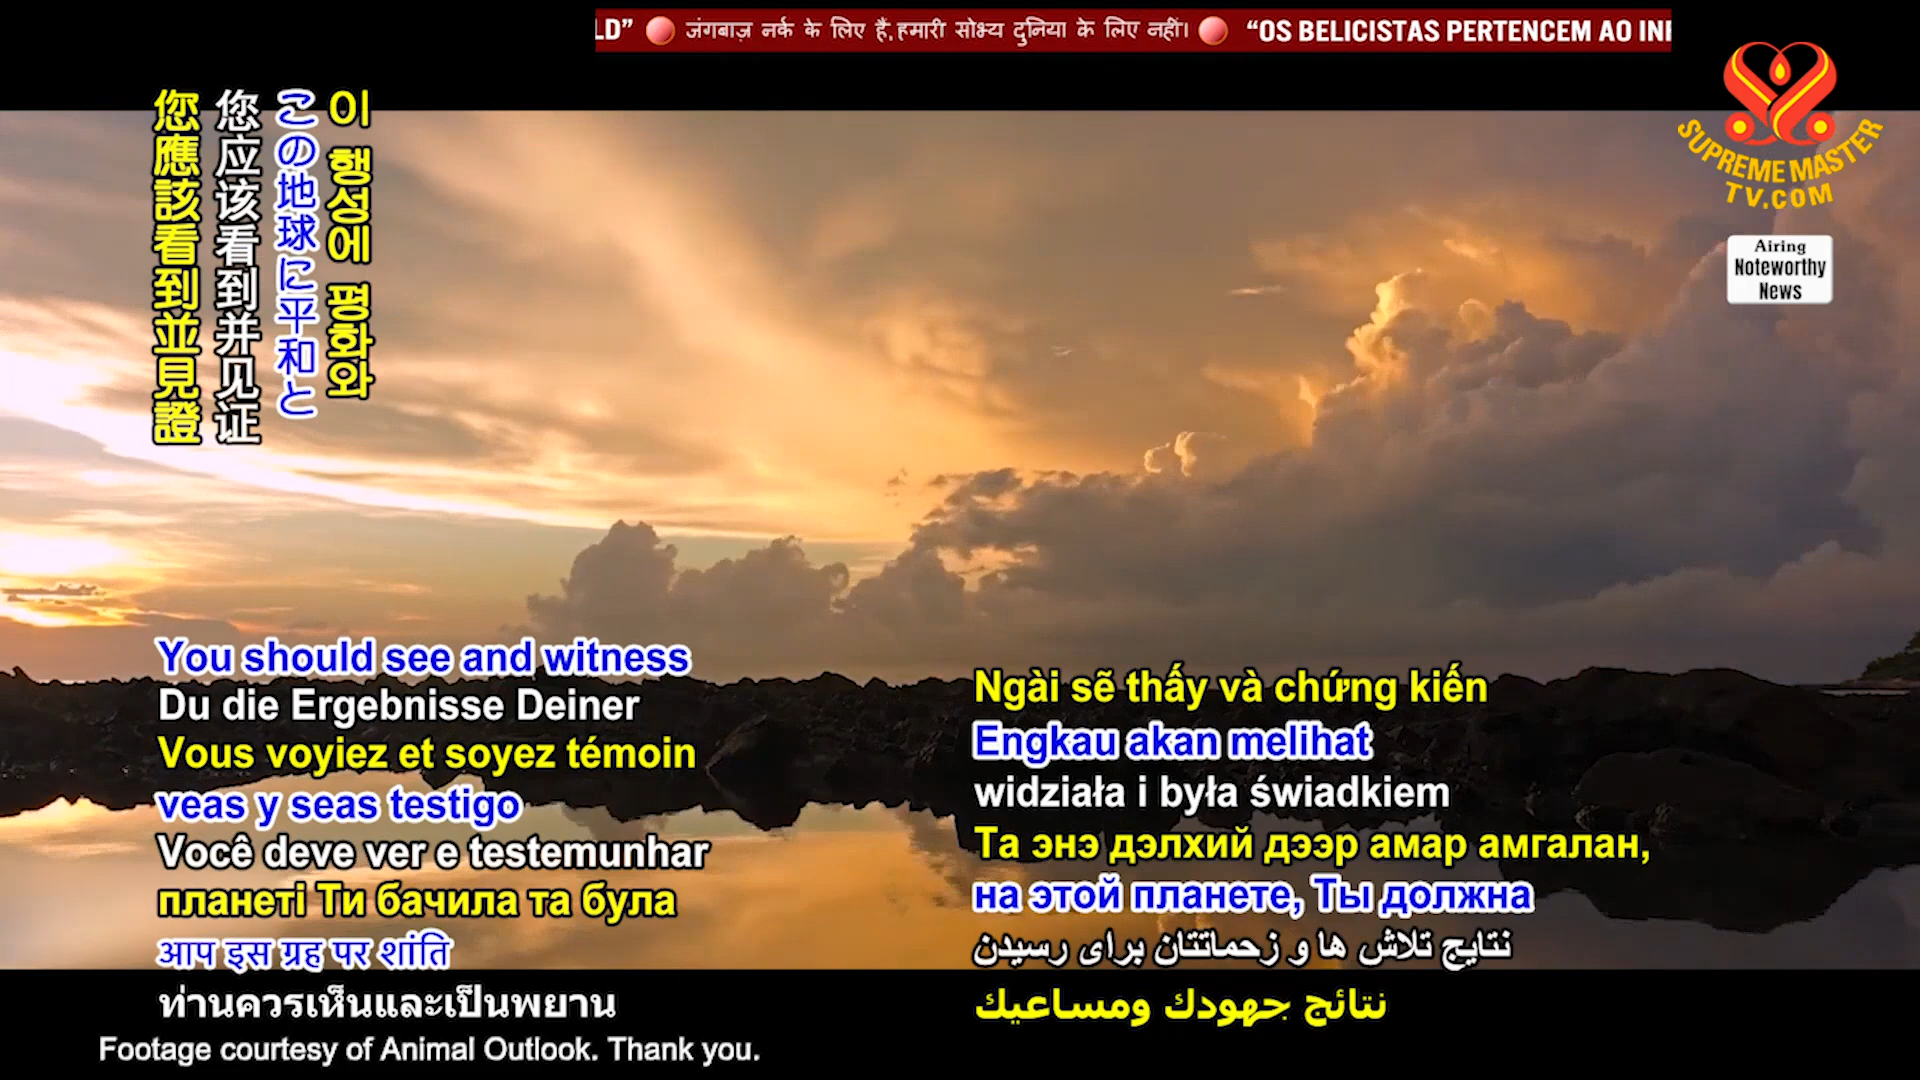 LD” 🔴 जंगबाज़ नर्क के लिए हैं, हमारी सोभ्य दुनिया के लिए नहीं। 🔴 “OS BELICISTAS PERTENCEM AO
SUPREME MASTER
TV.COM
Airing
Noteworthy
News
이 행성에 평화와
この地球に平和と
您应该看到并见证
您應該看到並見證
You should see and witness
Du die Ergebnisse Deiner
Vous voyiez et soyez témoin
veas y seas testigo
Você deve ver e testemunhar
планеті Ти бачила та була
आप इस ग्रह पर शांति
ท่านควรเห็นและเป็นพยาน
Ngài sẽ thấy và chứng kiến
Engkau akan melihat
widziała i była świadkiem
Та энэ дэлхий дээр амар амгалан,
на этой планете, Ты должна
نتایج تلاش ها و زحماتتان برای رسیدن
نتائج جهودك ومساعيك
Footage courtesy of Animal Outlook. Thank you.